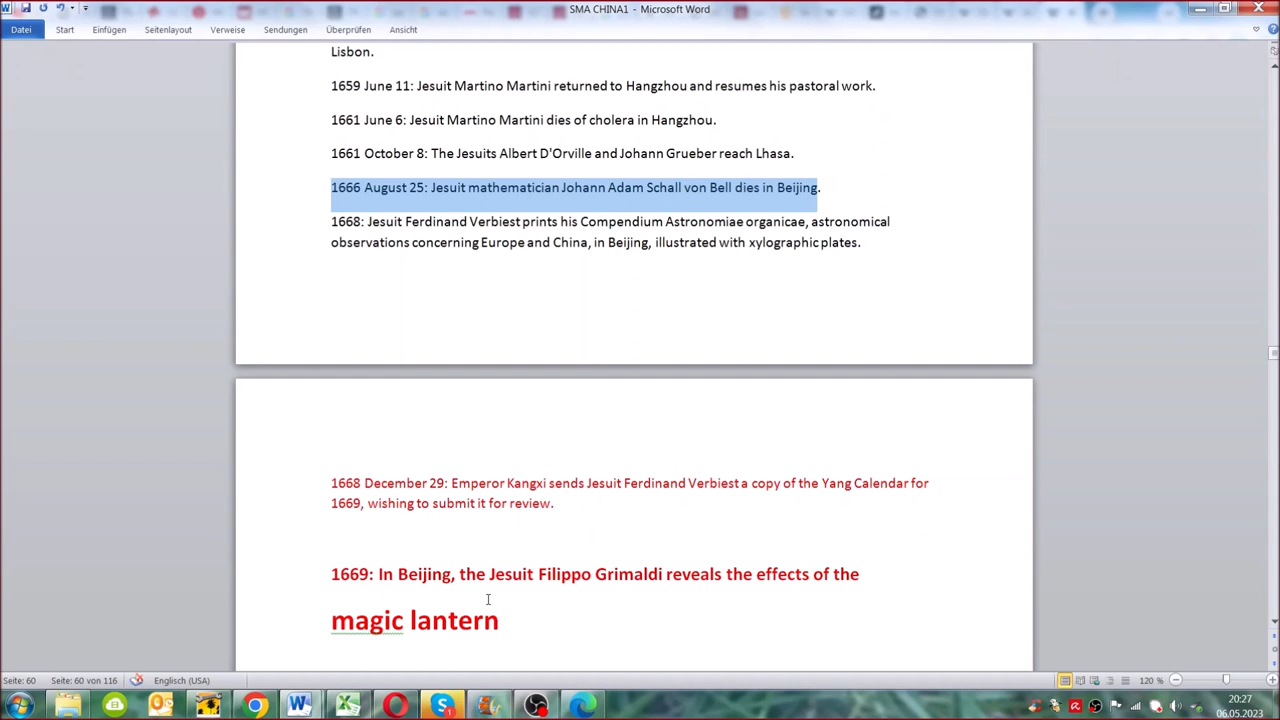 SMA CHINA1 - Microsoft Word
Datei Start Einfügen Seitenlayout Verweise Sendungen Überprüfen Ansicht
Lisbon.
1659 June 11: Jesuit Martino Martini returned to Hangzhou and resumes his pastoral work.
1661 June 6: Jesuit Martino Martini dies of cholera in Hangzhou.
1661 October 8: The Jesuits Albert D'Orville and Johann Grueber reach Lhasa.
1666 August 25: Jesuit mathematician Johann Adam Schall von Bell dies in Beijing.
1668: Jesuit Ferdinand Verbiest prints his Compendium Astronomiae organicae, astronomical
observations concerning Europe and China, in Beijing, illustrated with xylographic plates.
1668 December 29: Emperor Kangxi sends Jesuit Ferdinand Verbiest a copy of the Yang Calendar for
1669, wishing to submit it for review.
1669: In Beijing, the Jesuit Filippo Grimaldi reveals the effects of the
magic lantern
Seite: 60 Seite: 60 von 116 Englisch (USA) 120 %
20:27
06.05.2023